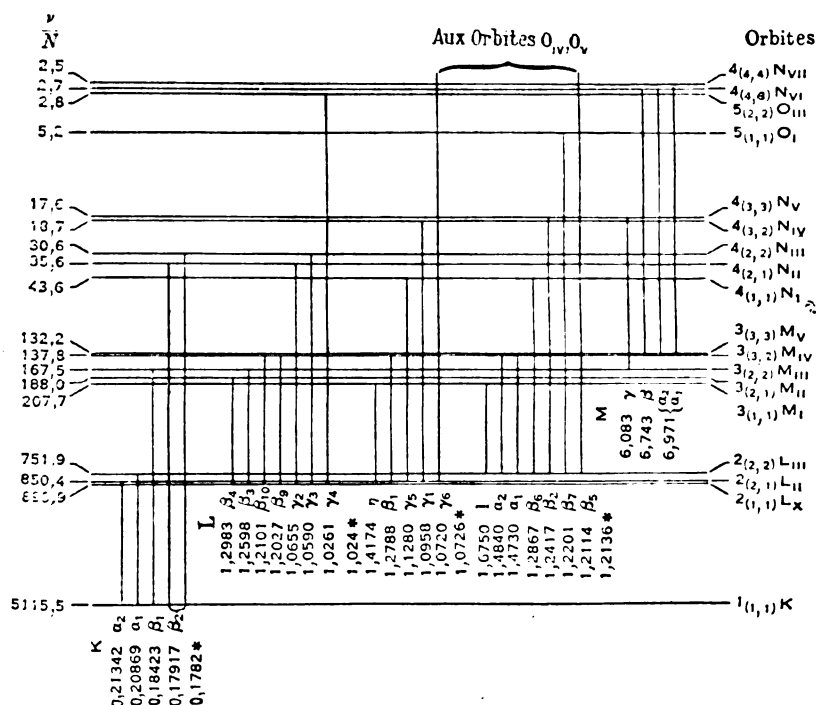 ν
N
Aux Orbites O_IV, O_V
Orbites
2,5
2,7
2,8
5,2
17,6
18,7
30,6
35,6
43,6
132,2
137,8
167,5
188,0
207,7
751,9
850,4
5115,5
4(4,4) N_VII
4(4,3) N_VI
5(2,2) O_III
5(1,1) O_I
4(3,3) N_V
4(3,2) N_IV
4(2,2) N_III
4(2,1) N_II
4(1,1) N_I
3(3,3) M_V
3(3,2) M_IV
3(2,2) M_III
3(2,1) M_II
3(1,1) M_I
2(2,2) L_III
2(2,1) L_II
2(1,1) L_I
1(1,1) K
M
6,083 γ
6,743 β
6,971 {α2 α1
L
1,2983 β4
1,2598 β3
1,2101 β10
1,2027 β9
1,0655 γ2
1,0590 γ3
1,0261 γ4
1,024*
1,4174 η
1,2788 β1
1,1280 γ5
1,0958 γ1
1,0720 γ6
1,0726*
1,6750 l
1,4840 α2
1,4730 α1
1,2867 β6
1,2417 β2
1,2201 β7
1,2114 β5
1,2136*
K
0,21342 α2
0,20869 α1
0,18423 β1
0,17917 β2
0,1782*